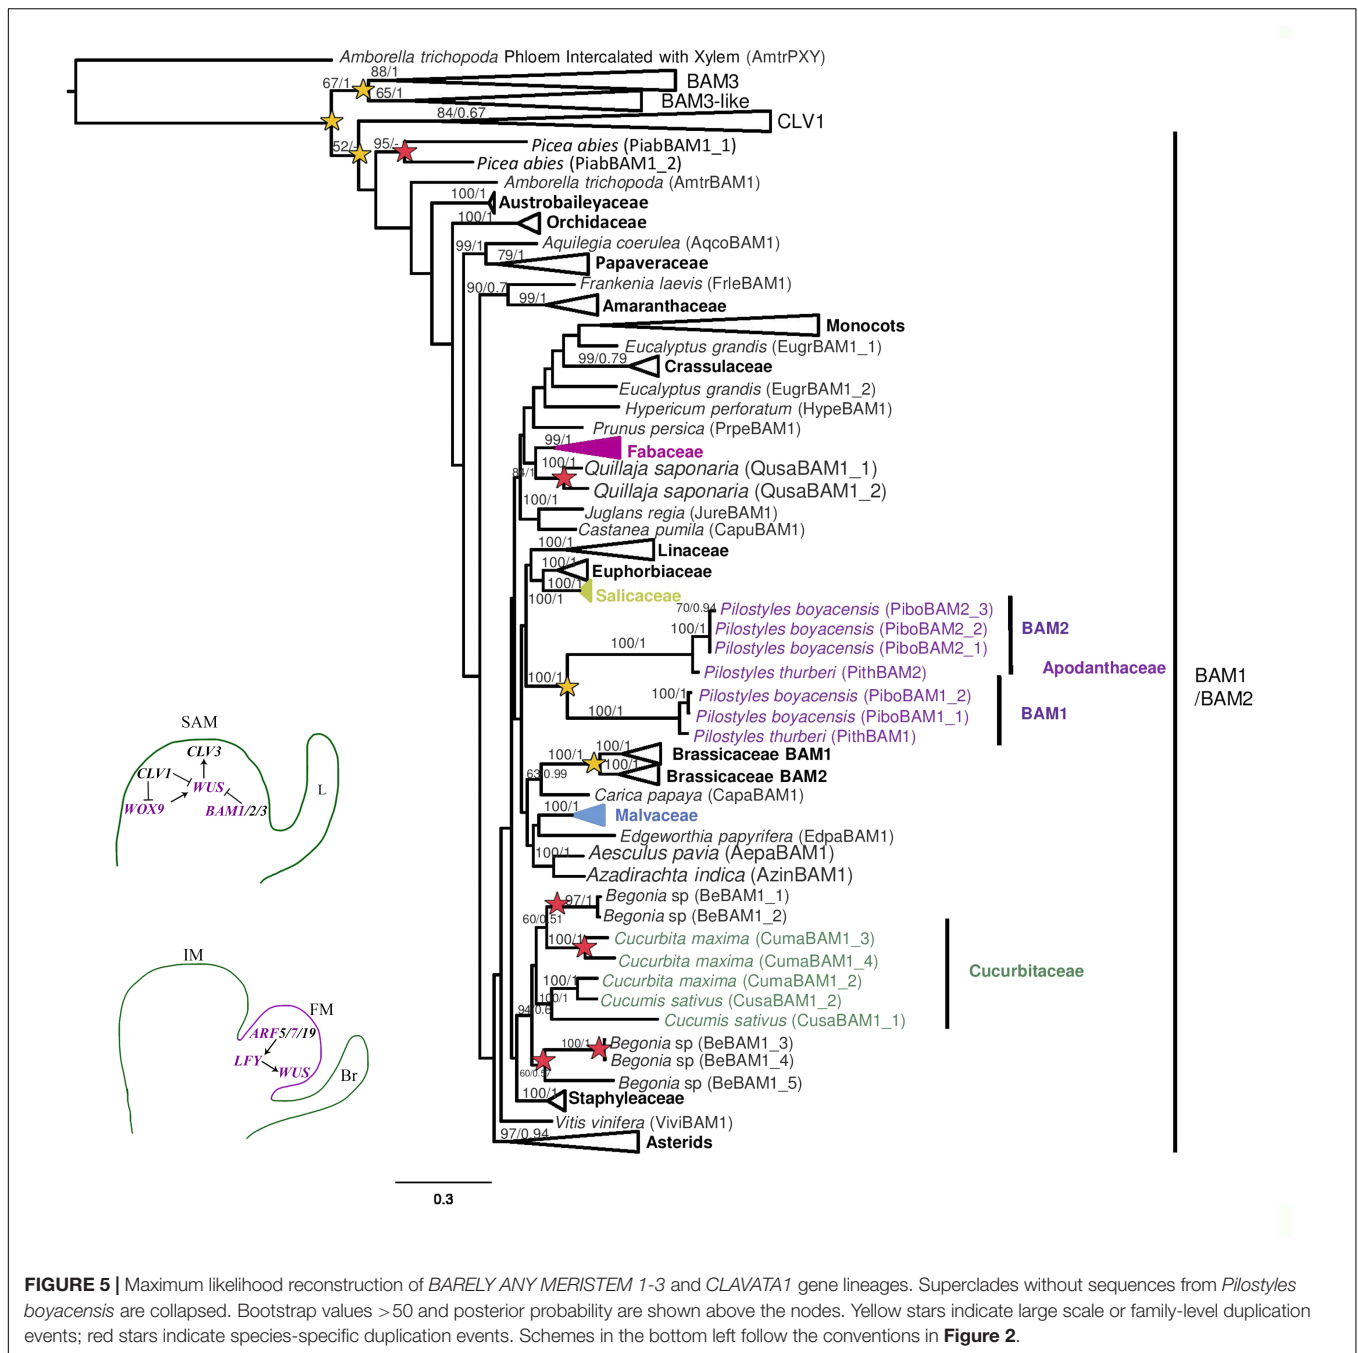 Amborella trichopoda Phloem Intercalated with Xylem (AmtrPXY)
88/1
67/1
BAM3
65/1
BAM3-like
84/0.67
CLV1
52/-
95/-
Picea abies (PiabBAM1_1)
Picea abies (PiabBAM1_2)
Amborella trichopoda (AmtrBAM1)
100/1
Austrobaileyaceae
100/1
Orchidaceae
99/1
Aquilegia coerulea (AqcoBAM1)
79/1
Papaveraceae
90/0.7
Frankenia laevis (FrleBAM1)
99/1
Amaranthaceae
Monocots
Eucalyptus grandis (EugrBAM1_1)
99/0.79
Crassulaceae
Eucalyptus grandis (EugrBAM1_2)
Hypericum perforatum (HypeBAM1)
Prunus persica (PrpeBAM1)
99/1
Fabaceae
100/1
Quillaja saponaria (QusaBAM1_1)
Quillaja saponaria (QusaBAM1_2)
100/1
Juglans regia (JureBAM1)
Castanea pumila (CapuBAM1)
100/1
Linaceae
100/1
Euphorbiaceae
100/1
Salicaceae
100/1
70/0.94
Pilostyles boyacensis (PiboBAM2_3)
100/1
Pilostyles boyacensis (PiboBAM2_2)
BAM2
100/1
Pilostyles boyacensis (PiboBAM2_1)
Pilostyles thurberi (PithBAM2)
Apodanthaceae
BAM1
/BAM2
100/1
100/1
Pilostyles boyacensis (PiboBAM1_2)
100/1
Pilostyles boyacensis (PiboBAM1_1)
BAM1
Pilostyles thurberi (PithBAM1)
100/1
100/1
Brassicaceae BAM1
100/1
Brassicaceae BAM2
63/0.99
Carica papaya (CapaBAM1)
100/1
Malvaceae
Edgeworthia papyrifera (EdpaBAM1)
100/1
Aesculus pavia (AepaBAM1)
Azadirachta indica (AzinBAM1)
97/1
Begonia sp (BeBAM1_1)
Begonia sp (BeBAM1_2)
60/0.51
100/1
Cucurbita maxima (CumaBAM1_3)
Cucurbita maxima (CumaBAM1_4)
Cucurbitaceae
100/1
Cucurbita maxima (CumaBAM1_2)
100/1
Cucumis sativus (CusaBAM1_2)
Cucumis sativus (CusaBAM1_1)
100/1
Begonia sp (BeBAM1_3)
Begonia sp (BeBAM1_4)
Begonia sp (BeBAM1_5)
100/1
Staphyleaceae
Vitis vinifera (ViviBAM1)
97/0.94
Asterids
0.3
SAM
CLV3
CLV1
WUS
L
WOX9
BAM1/2/3
IM
FM
ARF5/7/19
LFY
WUS
Br
FIGURE 5 | Maximum likelihood reconstruction of BARELY ANY MERISTEM 1-3 and CLAVATA1 gene lineages. Superclades without sequences from Pilostyles
boyacensis are collapsed. Bootstrap values >50 and posterior probability are shown above the nodes. Yellow stars indicate large scale or family-level duplication
events; red stars indicate species-specific duplication events. Schemes in the bottom left follow the conventions in Figure 2.